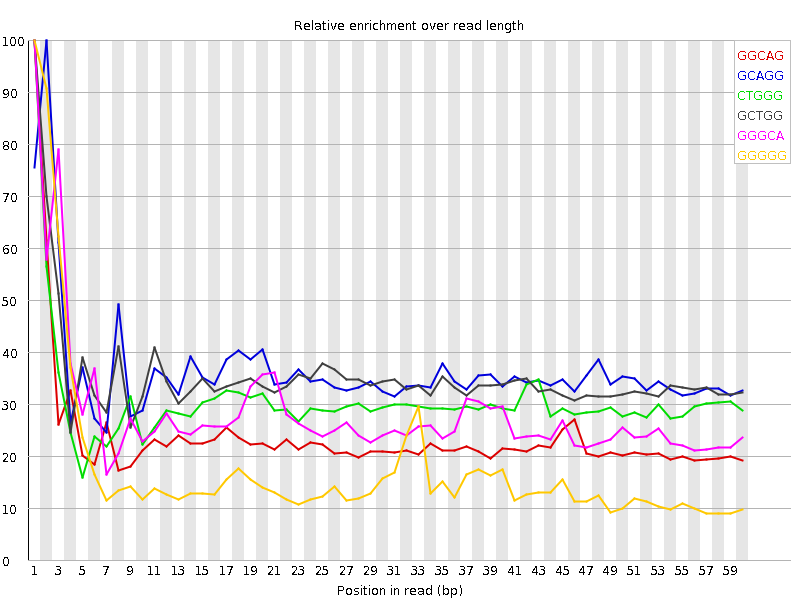 Relative enrichment over read length
100
90
80
70
60
50
40
30
20
10
0
GGCAG
GCAGG
CTGGG
GCTGG
GGGCA
GGGGG
1 3 5 7 9 11 13 15 17 19 21 23 25 27 29 31 33 35 37 39 41 43 45 47 49 51 53 55 57 59
Position in read (bp)